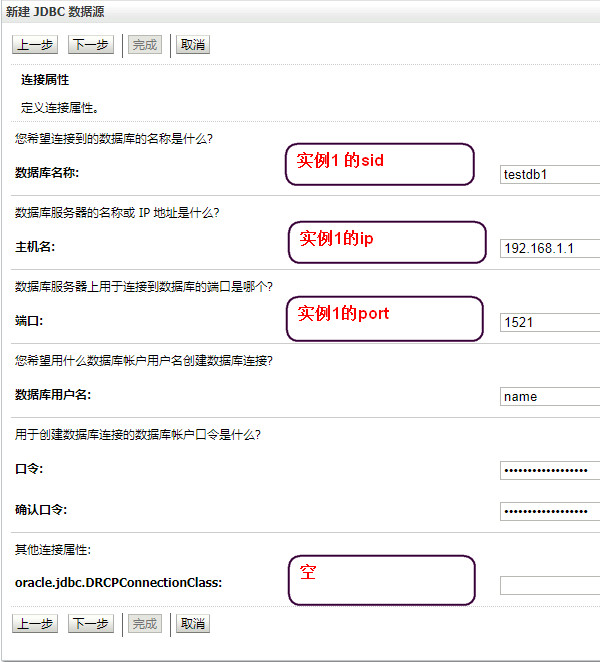 新建 JDBC 数据源
上一步 下一步 完成 取消
连接属性
定义连接属性。
您希望连接到的数据库的名称是什么?
数据库名称: 实例1 的sid testdb1
数据库服务器的名称或 IP 地址是什么?
主机名: 实例1的ip 192.168.1.1
数据库服务器上用于连接到数据库的端口是哪个?
端口: 实例1的port 1521
您希望用什么数据库帐户用户名创建数据库连接?
数据库用户名: name
用于创建数据库连接的数据库帐户口令是什么?
口令: ••••••••••••••••••
确认口令: ••••••••••••••••••
其他连接属性:
oracle.jdbc.DRCPConnectionClass: 空
上一步 下一步 完成 取消